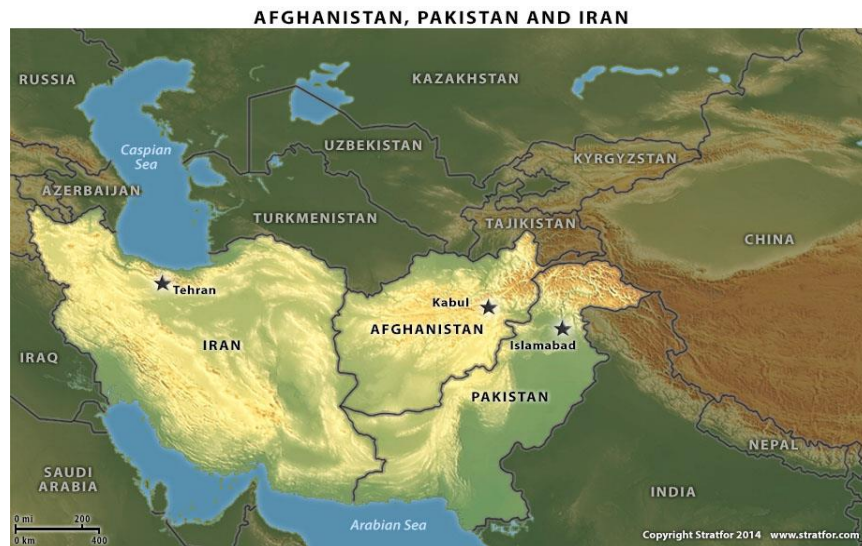 AFGHANISTAN, PAKISTAN AND IRAN
RUSSIA
KAZAKHSTAN
Caspian
Sea
UZBEKISTAN
KYRGYZSTAN
AZERBAIJAN
TURKMENISTAN
TAJIKISTAN
CHINA
Tehran
Kabul
AFGHANISTAN
Islamabad
IRAN
IRAQ
PAKISTAN
NEPAL
SAUDI
ARABIA
INDIA
0 mi 200
0 km 400
Arabian Sea
Copyright Stratfor 2014 www.stratfor.com